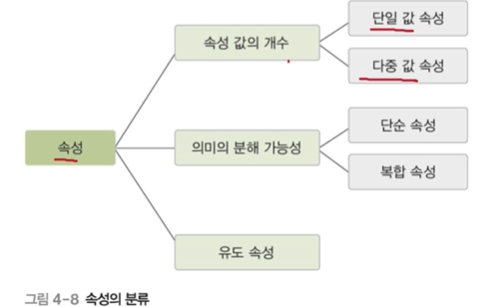 단일 값 속성
속성 값의 개수
다중 값 속성
단순 속성
속성
의미의 분해 가능성
복합 속성
유도 속성
그림 4-8 속성의 분류